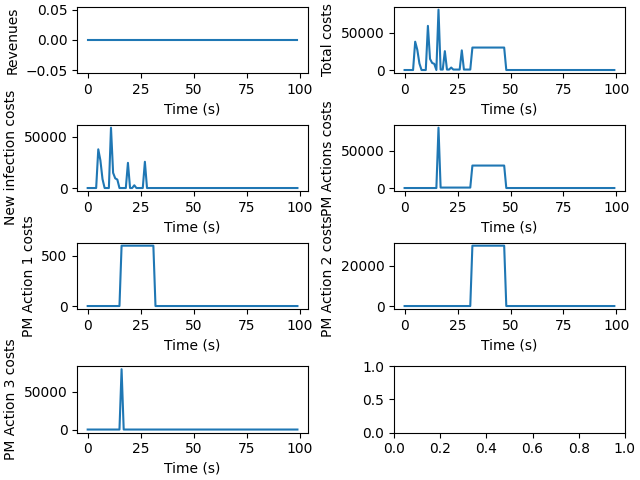 Revenues
0.05
0.00
−0.05
0 25 50 75 100
Time (s)
Total costs
50000
0
0 25 50 75 100
Time (s)
New infection costs
50000
0
0 25 50 75 100
Time (s)
PM Actions costs
50000
0
0 25 50 75 100
Time (s)
PM Action 1 costs
500
0
0 25 50 75 100
Time (s)
PM Action 2 costs
20000
0
0 25 50 75 100
Time (s)
PM Action 3 costs
50000
0
0 25 50 75 100
Time (s)
1.0
0.5
0.0
0.0 0.2 0.4 0.6 0.8 1.0